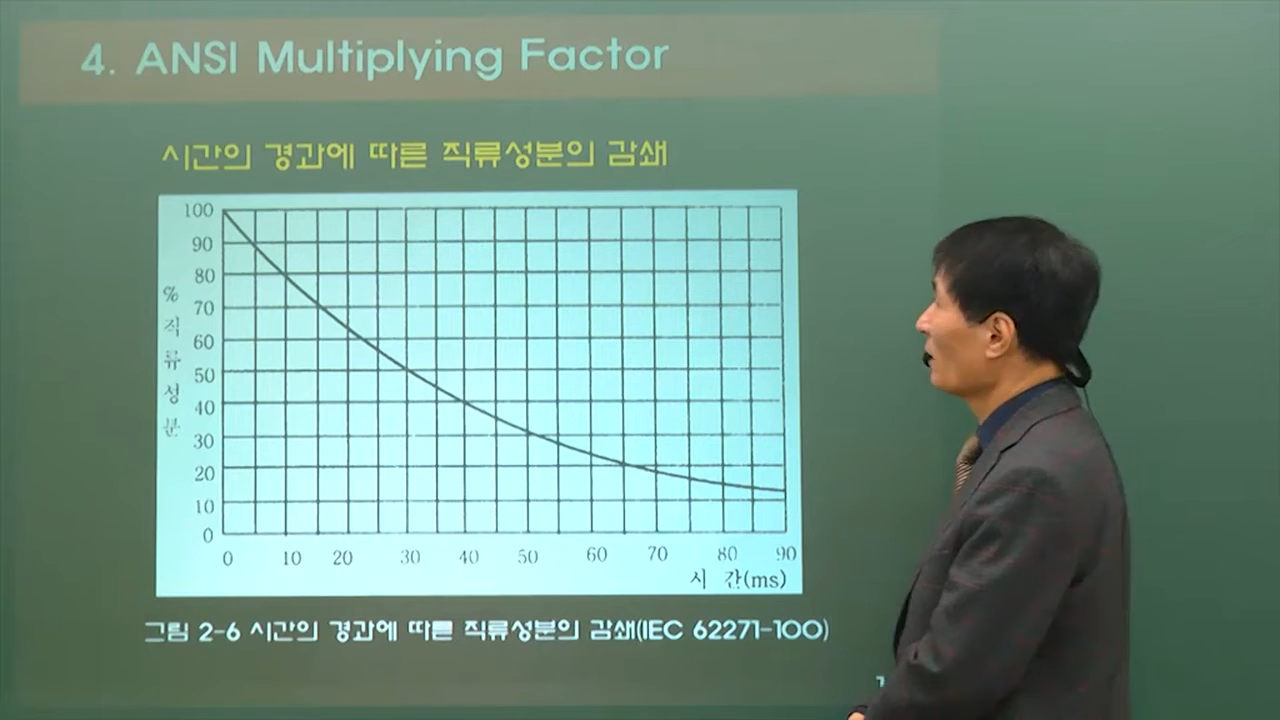 4. ANSI Multiplying Factor
시간의 경과에 따른 직류성분의 감쇄
100
90
80
70
60
50
40
30
20
10
0
% 직류성분
0 10 20 30 40 50 60 70 80 90
시 간(ms)
그림 2-6 시간의 경과에 따른 직류성분의 감쇄(IEC 62271-100)